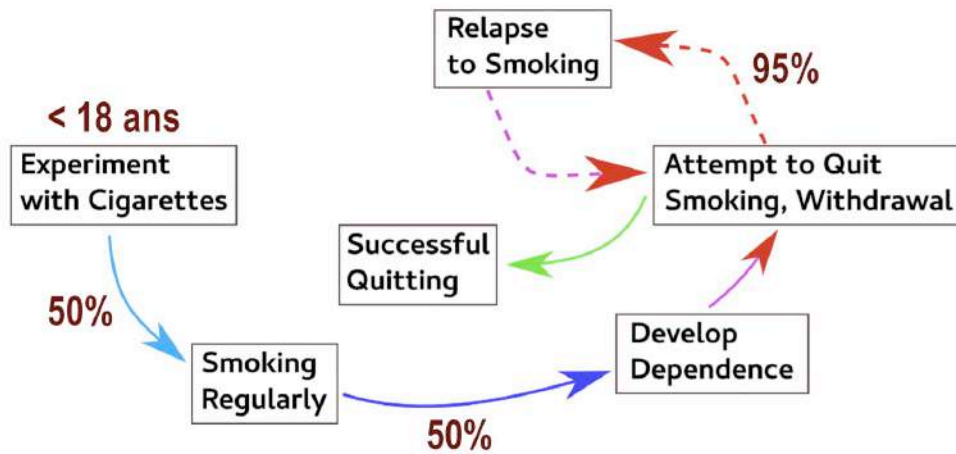 Relapse
to Smoking
95%
< 18 ans
Experiment
with Cigarettes
Attempt to Quit
Smoking, Withdrawal
Successful
Quitting
50%
Smoking
Regularly
Develop
Dependence
50%